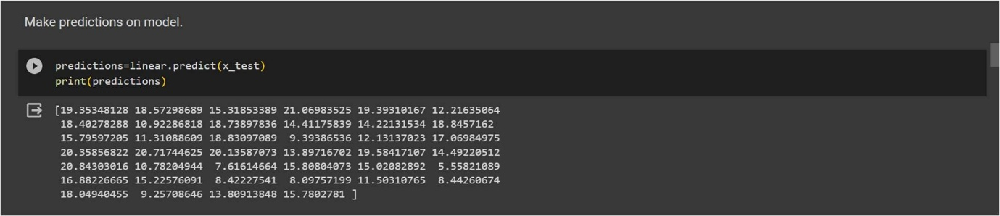 Make predictions on model.
predictions=linear.predict(x_test)
print(predictions)
[19.35348128 18.57298689 15.31853389 21.06983525 19.39310167 12.21635064
18.40278288 10.92286818 18.73897836 14.41175839 14.22131534 18.8457162
15.79597205 11.31088609 18.83097089  9.39386536 12.13137023 17.06984975
20.35856822 20.71744625 20.13587073 13.89716702 19.58417107 14.49220512
20.84303016 10.78204944  7.61614664 15.80804073 15.02082892  5.55821089
16.88226665 15.22576091  8.42227541  8.09757199 11.50310765  8.44260674
18.04940455  9.25708646 13.80913848 15.7802781 ]